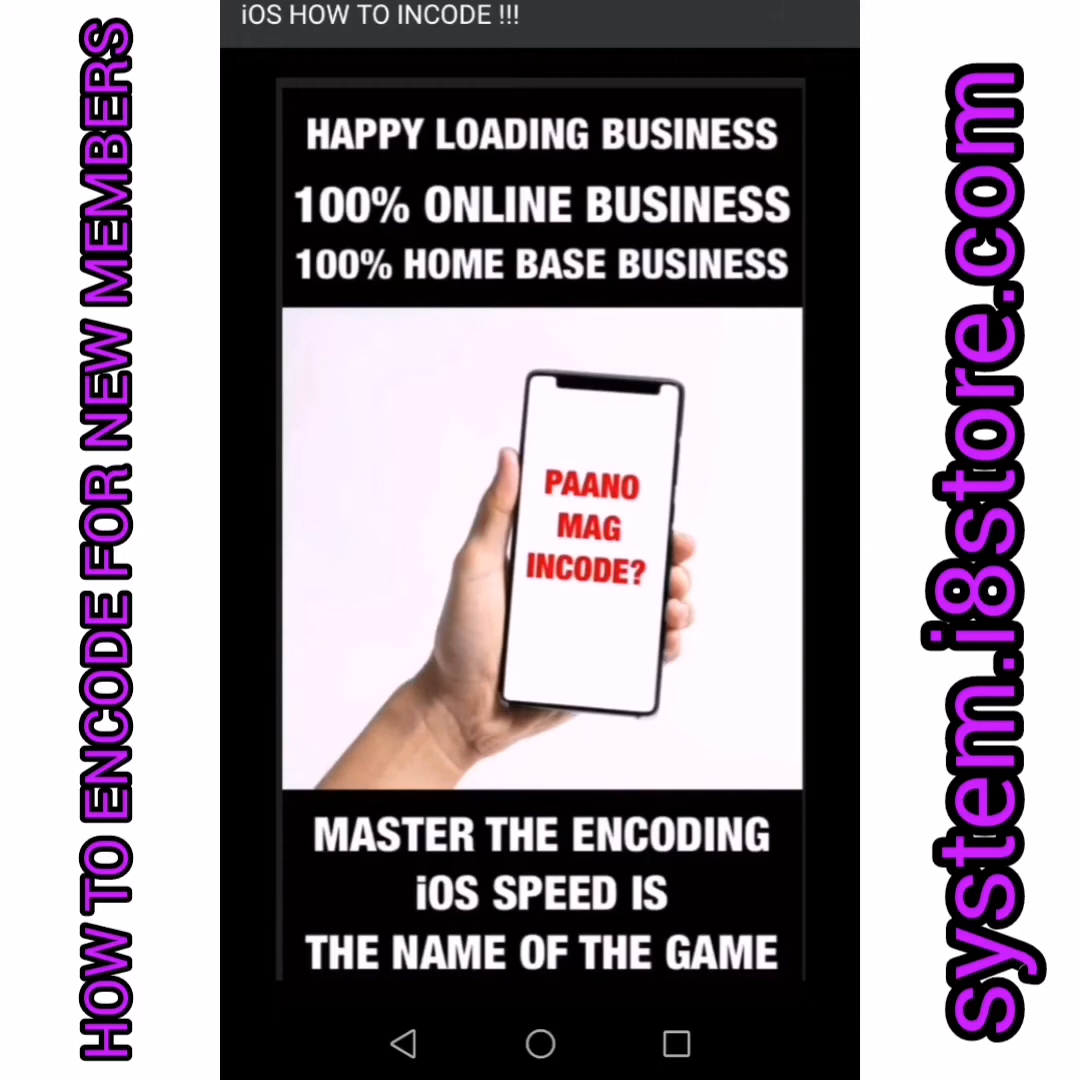 HOW TO ENCODE FOR NEW MEMBERS
iOS HOW TO INCODE !!!
HAPPY LOADING BUSINESS
100% ONLINE BUSINESS
100% HOME BASE BUSINESS
PAANO
MAG
INCODE?
MASTER THE ENCODING
iOS SPEED IS
THE NAME OF THE GAME
system.i8store.com